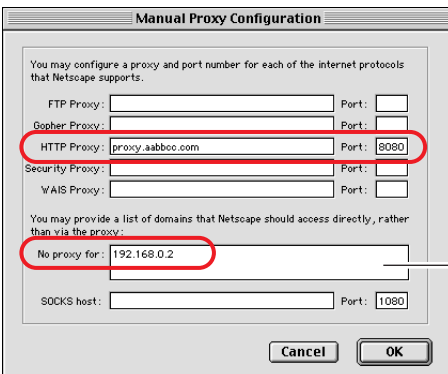 Manual Proxy Configuration
You may configure a proxy and port number for each of the internet protocols
that Netscape supports.
FTP Proxy: Port:
Gopher Proxy: Port:
HTTP Proxy: proxy.aabbcc.com Port: 8080
Security Proxy: Port:
WAIS Proxy: Port:
You may provide a list of domains that Netscape should access directly, rather
than via the proxy:
No proxy for: 192.168.0.2
SOCKS host: Port: 1080
Cancel OK